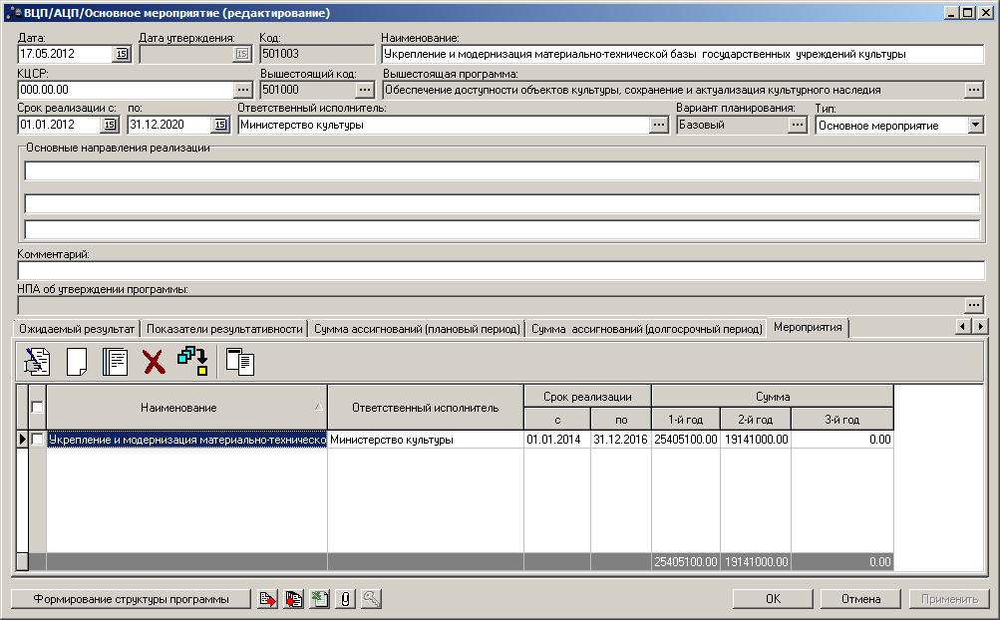 ВЦП/АЦП/Основное мероприятие (редактирование)
Дата: Дата утверждения: Код: Наименование:
17.05.2012 15 15 501003 Укрепление и модернизация материально-технической базы государственных учреждений культуры
КЦСР: Вышестоящий код: Вышестоящая программа:
000.00.00 ... 501000 ... Обеспечение доступности объектов культуры, сохранение и актуализация культурного наследия ...
Срок реализации с: по: Ответственный исполнитель: Вариант планирования: Тип:
01.01.2012 15 31.12.2020 15 Министерство культуры ... Базовый ... Основное мероприятие
Основные направления реализации
Комментарий:
НПА об утверждении программы:
...
Ожидаемый результат Показатели результативности Сумма ассигнований (плановый период) Сумма ассигнований (долгосрочный период) Мероприятия
Наименование Ответственный исполнитель Срок реализации Сумма
с по 1-й год 2-й год 3-й год
Укрепление и модернизация материально-техническо Министерство культуры 01.01.2014 31.12.2016 25405100.00 19141000.00 0.00
25405100.00 19141000.00 0.00
Формирование структуры программы OK Отмена Применить